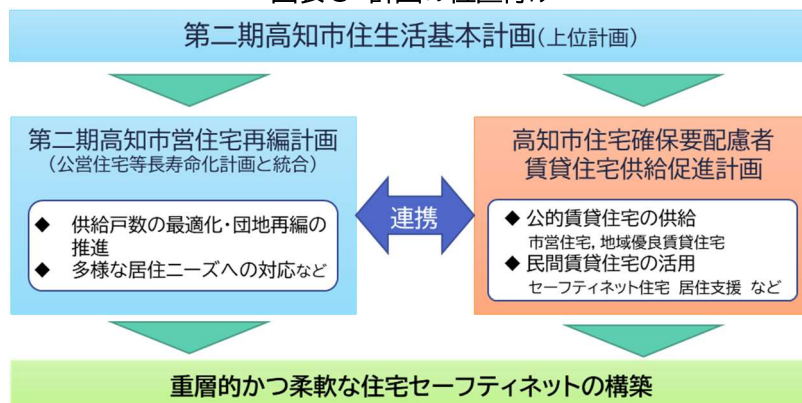 第二期高知市住生活基本計画(上位計画)
第二期高知市営住宅再編計画
(公営住宅等長寿命化計画と統合)
◆ 供給戸数の最適化・団地再編の
推進
◆ 多様な居住ニーズへの対応など
連携
高知市住宅確保要配慮者
賃貸住宅供給促進計画
◆ 公的賃貸住宅の供給
市営住宅, 地域優良賃貸住宅
◆ 民間賃貸住宅の活用
セーフティネット住宅 居住支援 など
重層的かつ柔軟な住宅セーフティネットの構築